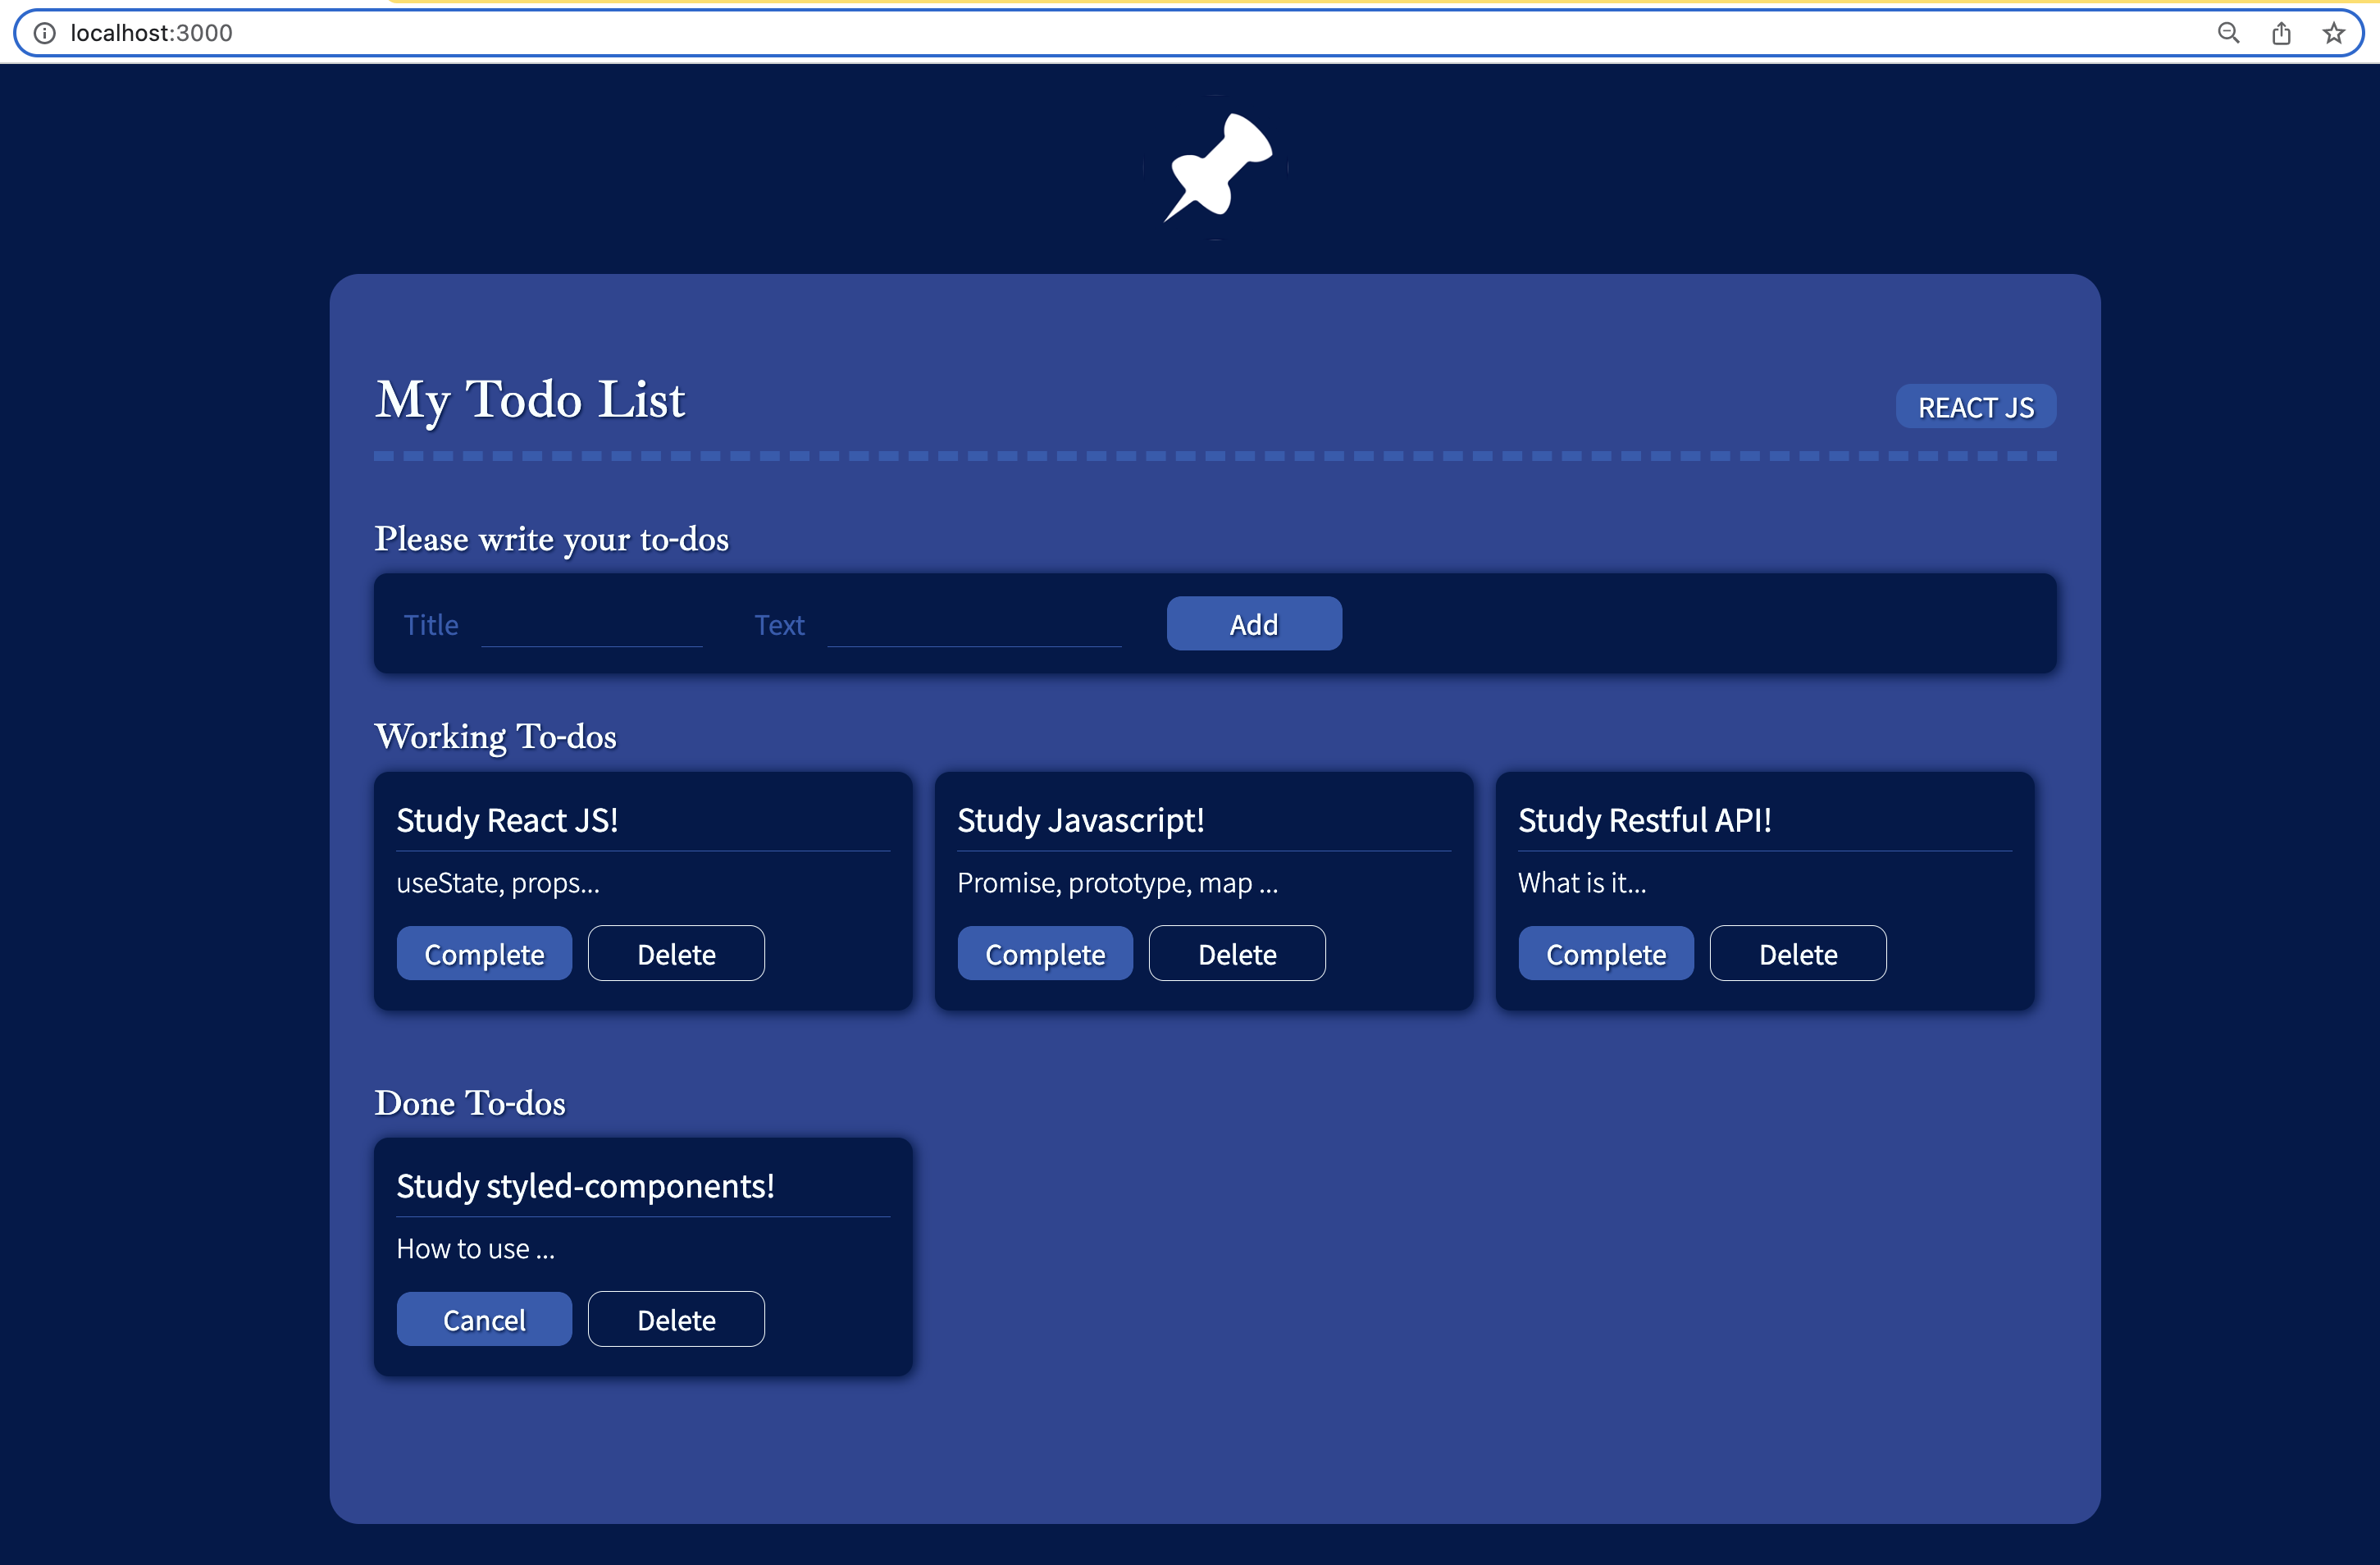 localhost:3000
My Todo List
REACT JS
Please write your to-dos
Title Text Add
Working To-dos
Study React JS!
useState, props...
Complete Delete
Study Javascript!
Promise, prototype, map ...
Complete Delete
Study Restful API!
What is it...
Complete Delete
Done To-dos
Study styled-components!
How to use ...
Cancel Delete